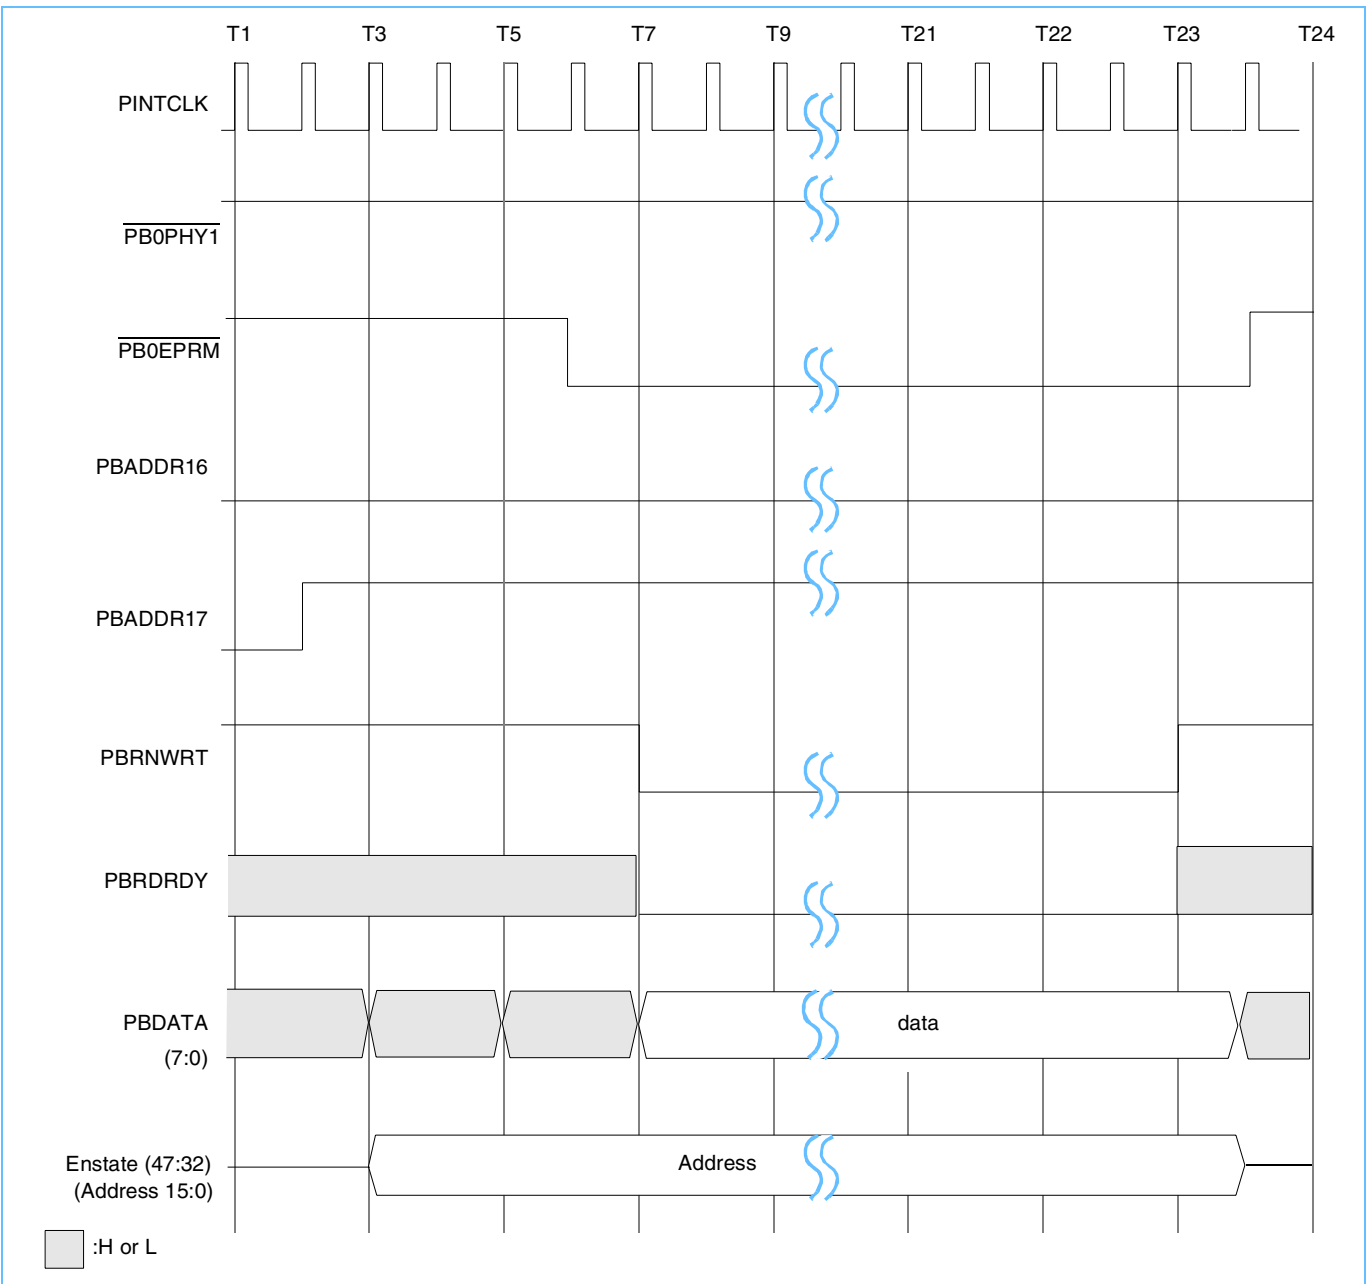 T1 T3 T5 T7 T9 T21 T22 T23 T24
PINTCLK
PB0PHY1
PB0EPRM
PBADDR16
PBADDR17
PBRNWRT
PBRDRDY
PBDATA
(7:0)
data
Enstate (47:32)
(Address 15:0)
Address
:H or L